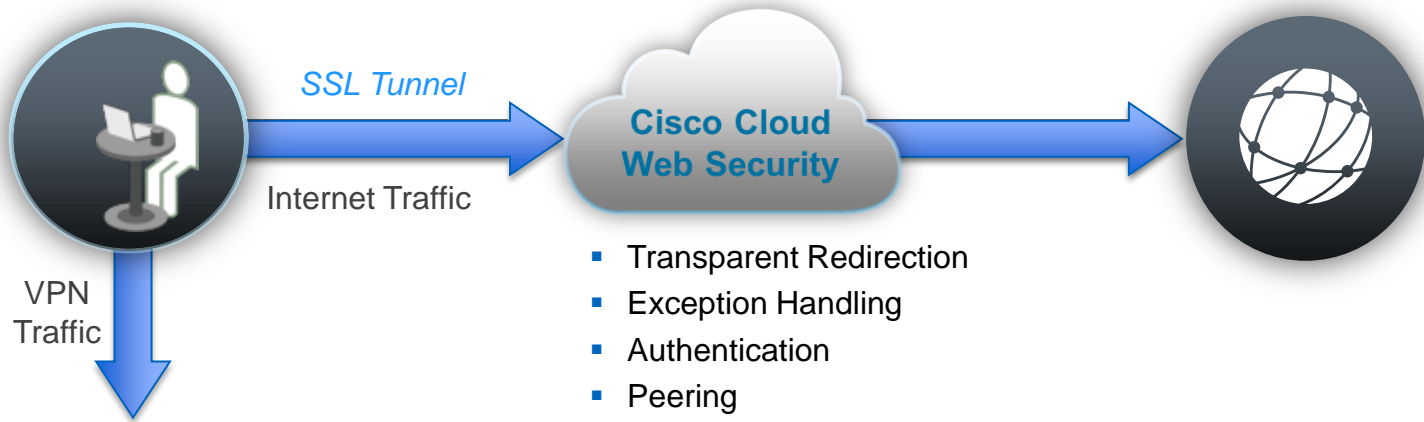 SSL Tunnel
Internet Traffic
VPN
Traffic
Cisco Cloud
Web Security
▪ Transparent Redirection
▪ Exception Handling
▪ Authentication
▪ Peering